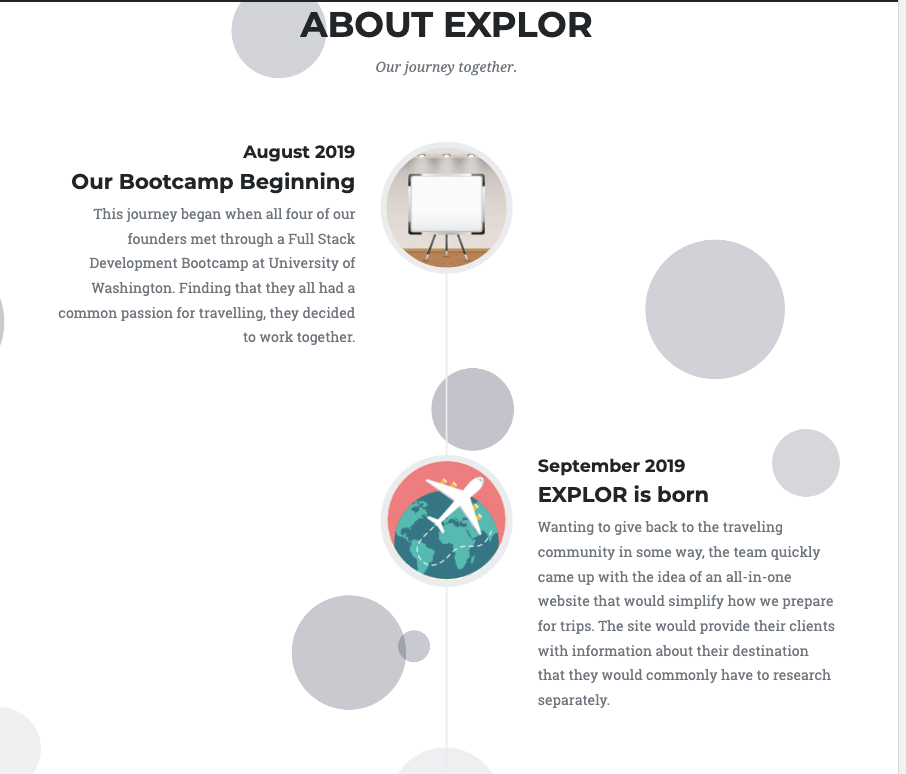 ABOUT EXPLOR
Our journey together.
August 2019
Our Bootcamp Beginning
This journey began when all four of our
founders met through a Full Stack
Development Bootcamp at University of
Washington. Finding that they all had a
common passion for travelling, they decided
to work together.
September 2019
EXPLOR is born
Wanting to give back to the traveling
community in some way, the team quickly
came up with the idea of an all-in-one
website that would simplify how we prepare
for trips. The site would provide their clients
with information about their destination
that they would commonly have to research
separately.